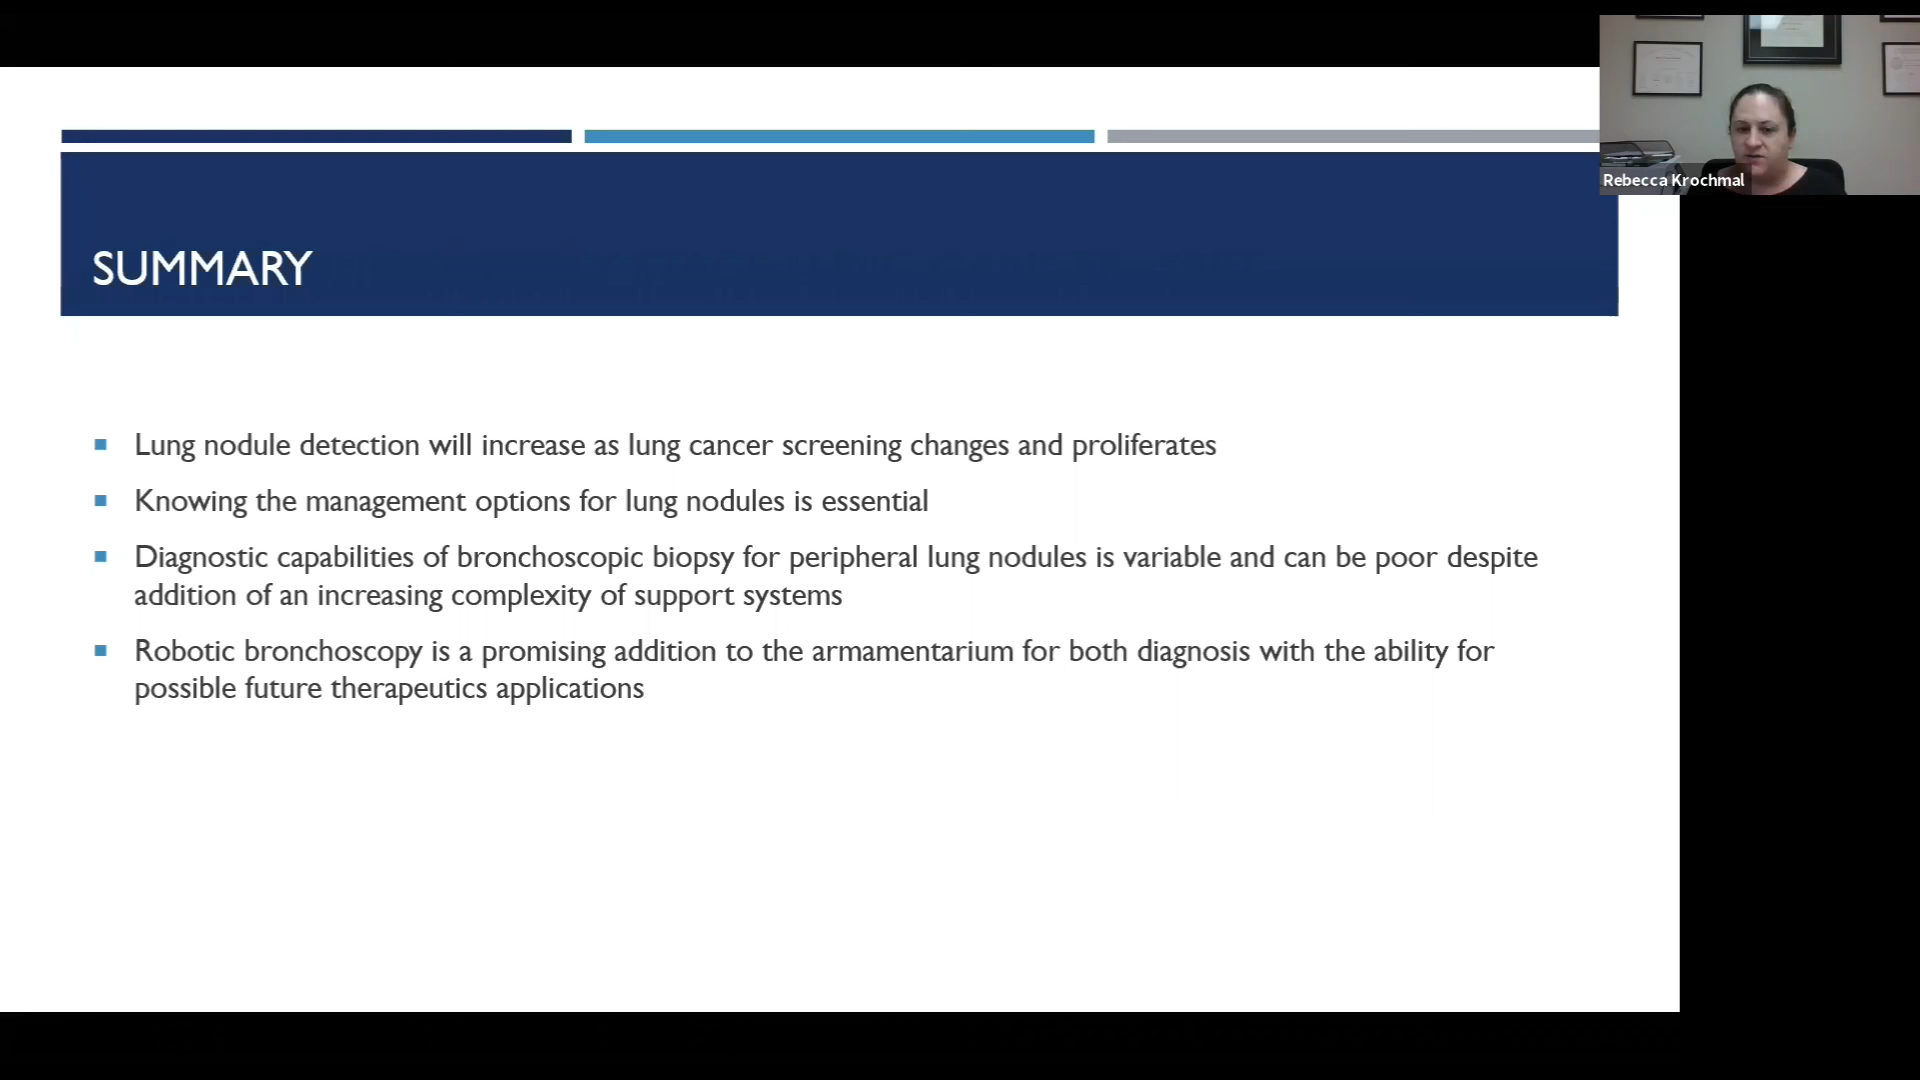 SUMMARY
Lung nodule detection will increase as lung cancer screening changes and proliferates
Knowing the management options for lung nodules is essential
Diagnostic capabilities of bronchoscopic biopsy for peripheral lung nodules is variable and can be poor despite
addition of an increasing complexity of support systems
Robotic bronchoscopy is a promising addition to the armamentarium for both diagnosis with the ability for
possible future therapeutics applications
Rebecca Krochmal